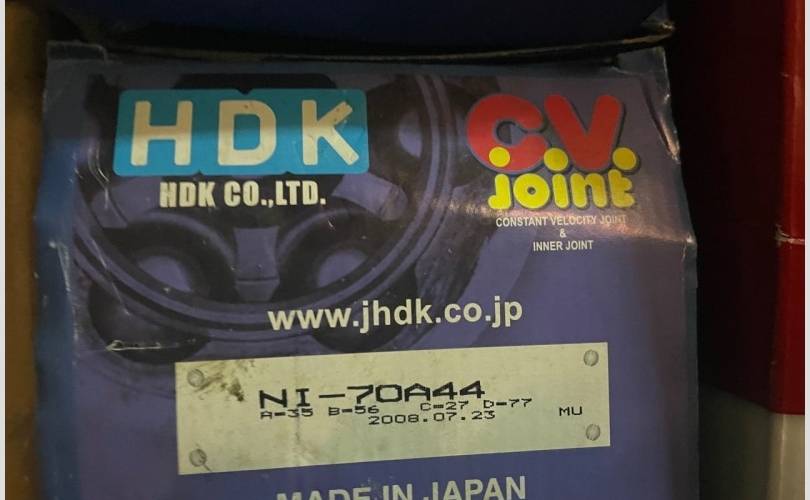 HDK
HDK CO.,LTD.
C.V.
joint
CONSTANT VELOCITY JOINT
&
INNER JOINT
www.jhdk.co.jp
NI-70A44
A=35 B=56 C=27 D=77
2008.07.23 MU
MADE IN JAPAN